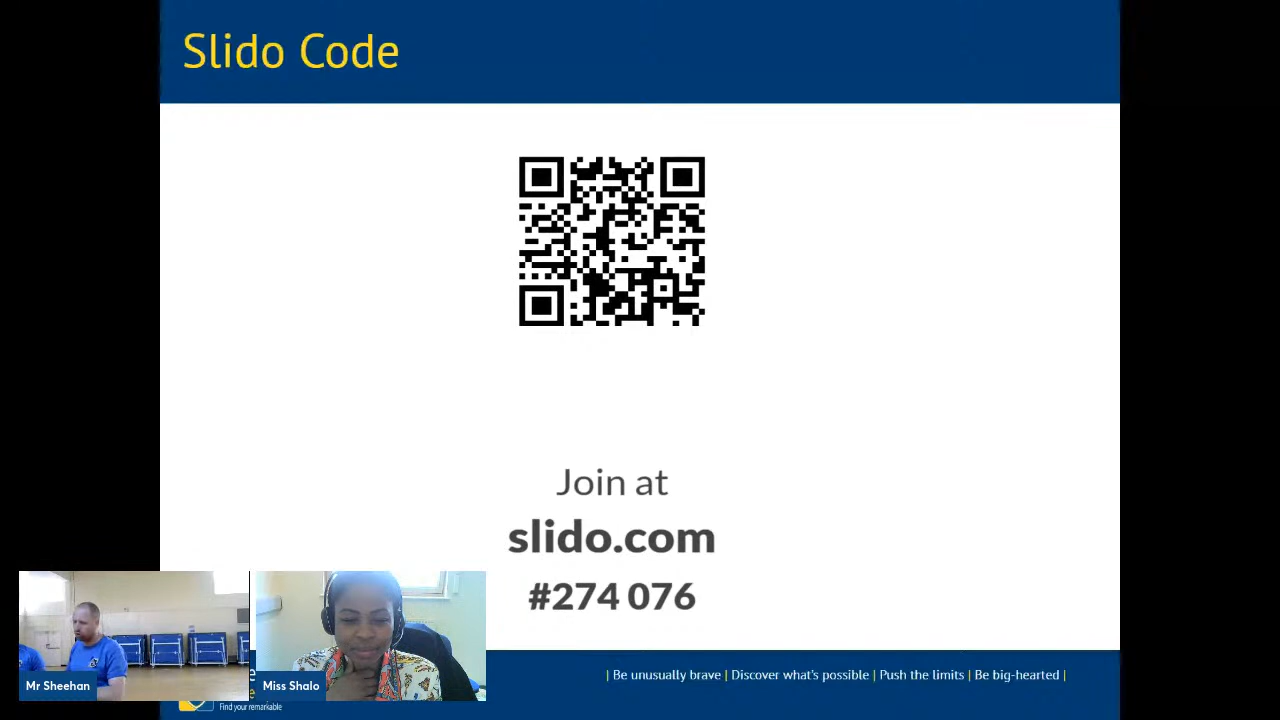 Slido Code
Join at
slido.com
#274 076
Mr Sheehan
Miss Shalo
| Be unusually brave | Discover what's possible | Push the limits | Be big-hearted |
Find your remarkable